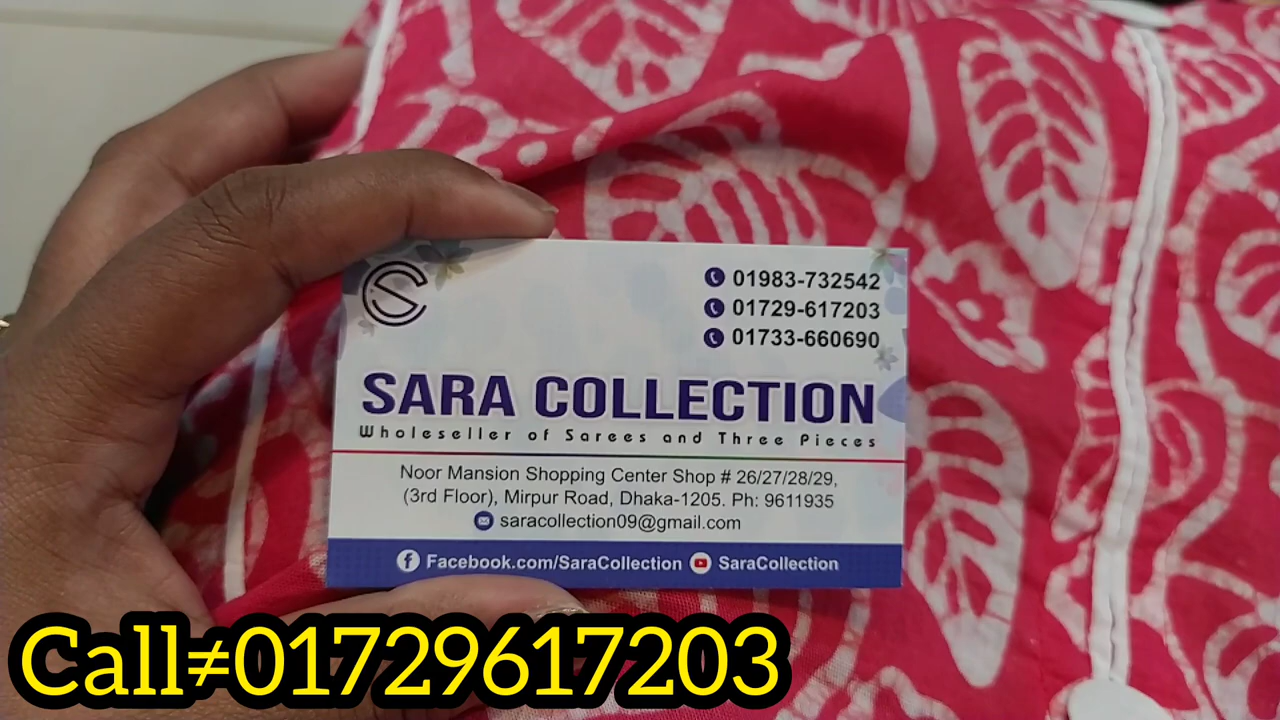 01983-732542
01729-617203
01733-660690
SARA COLLECTION
Wholeseller of Sarees and Three Pieces
Noor Mansion Shopping Center Shop # 26/27/28/29,
(3rd Floor), Mirpur Road, Dhaka-1205. Ph: 9611935
saracollection09@gmail.com
Facebook.com/SaraCollection SaraCollection
Call≠01729617203